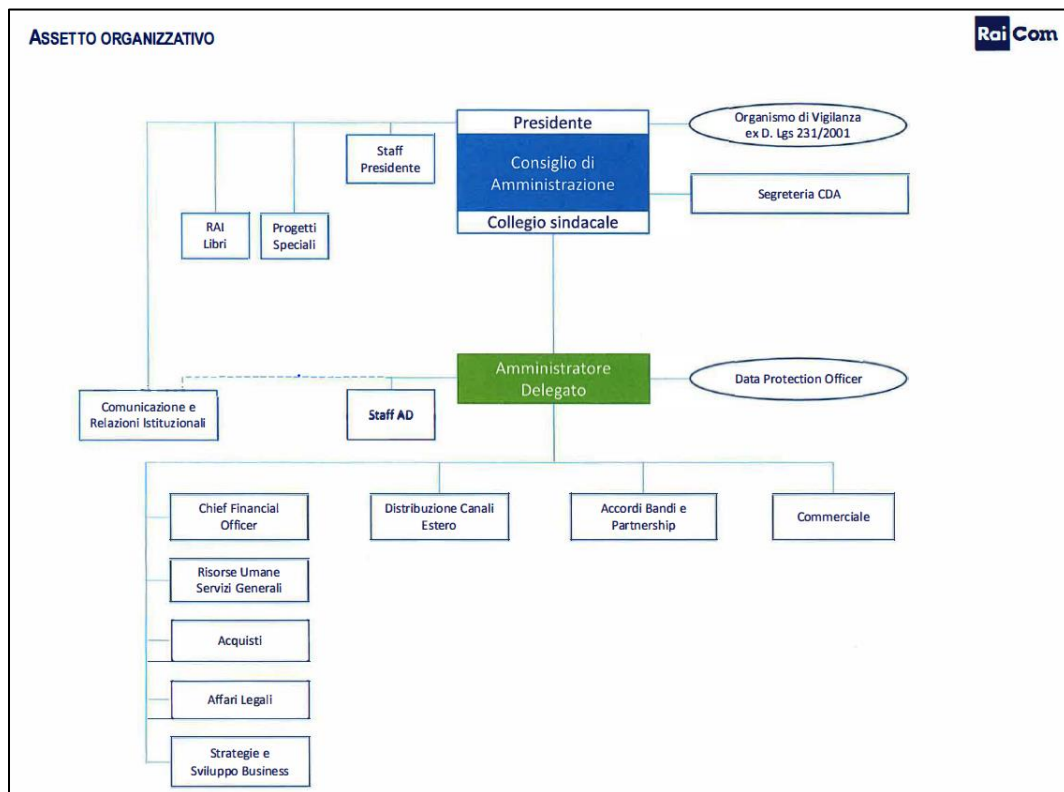 ASSETTO ORGANIZZATIVO
Rai Com
Presidente
Consiglio di
Amministrazione
Collegio sindacale
Organismo di Vigilanza
ex D. Lgs 231/2001
Segreteria CDA
Staff
Presidente
RAI
Libri
Progetti
Speciali
Amministratore
Delegato
Data Protection Officer
Comunicazione e
Relazioni Istituzionali
Staff AD
Chief Financial
Officer
Distribuzione Canali
Estero
Accordi Bandi e
Partnership
Commerciale
Risorse Umane
Servizi Generali
Acquisti
Affari Legali
Strategie e
Sviluppo Business